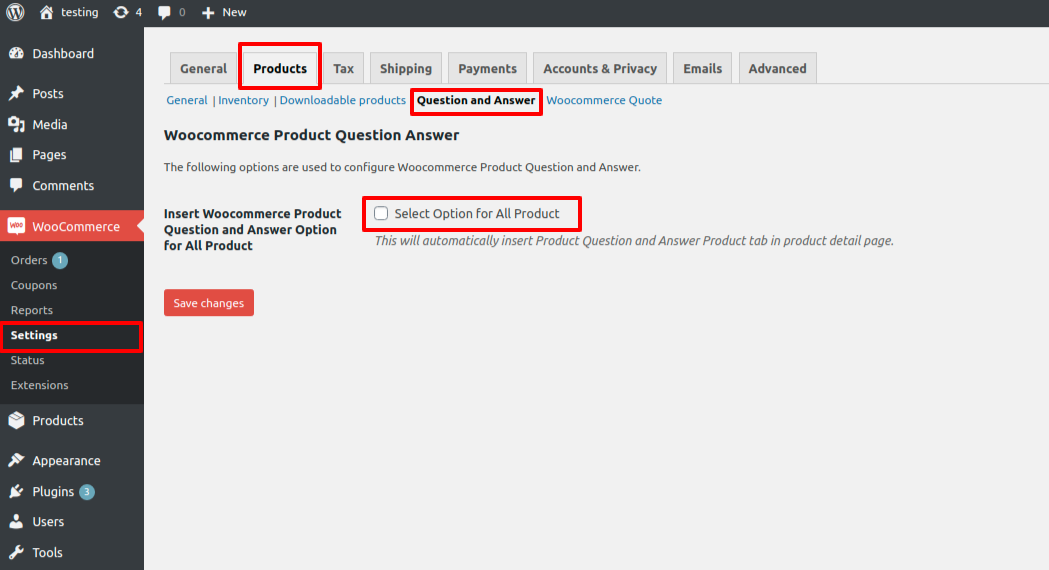 testing 4 0 New
Dashboard
Posts
Media
Pages
Comments
WooCommerce
Orders 1
Coupons
Reports
Settings
Status
Extensions
Products
Appearance
Plugins 3
Users
Tools
General Products Tax Shipping Payments Accounts & Privacy Emails Advanced
General | Inventory | Downloadable products Question and Answer Woocommerce Quote
Woocommerce Product Question Answer
The following options are used to configure Woocommerce Product Question and Answer.
Insert Woocommerce Product
Question and Answer Option
for All Product
Select Option for All Product
This will automatically insert Product Question and Answer Product tab in product detail page.
Save changes